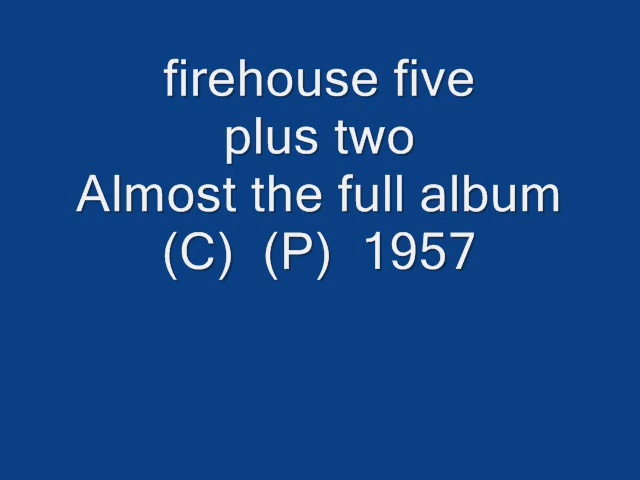 firehouse five
plus two
Almost the full album
(C)  (P)  1957